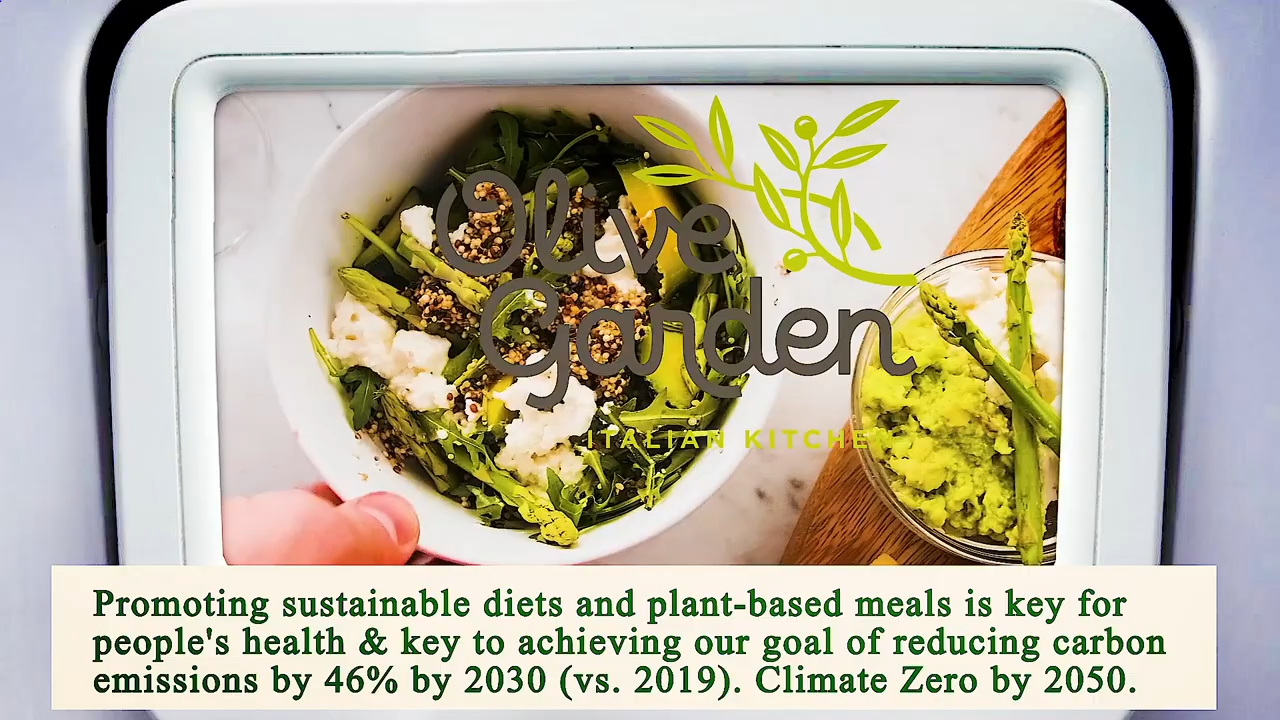 Olive
Garden
ITALIAN KITCHEN
Promoting sustainable diets and plant-based meals is key for
people's health & key to achieving our goal of reducing carbon
emissions by 46% by 2030 (vs. 2019). Climate Zero by 2050.